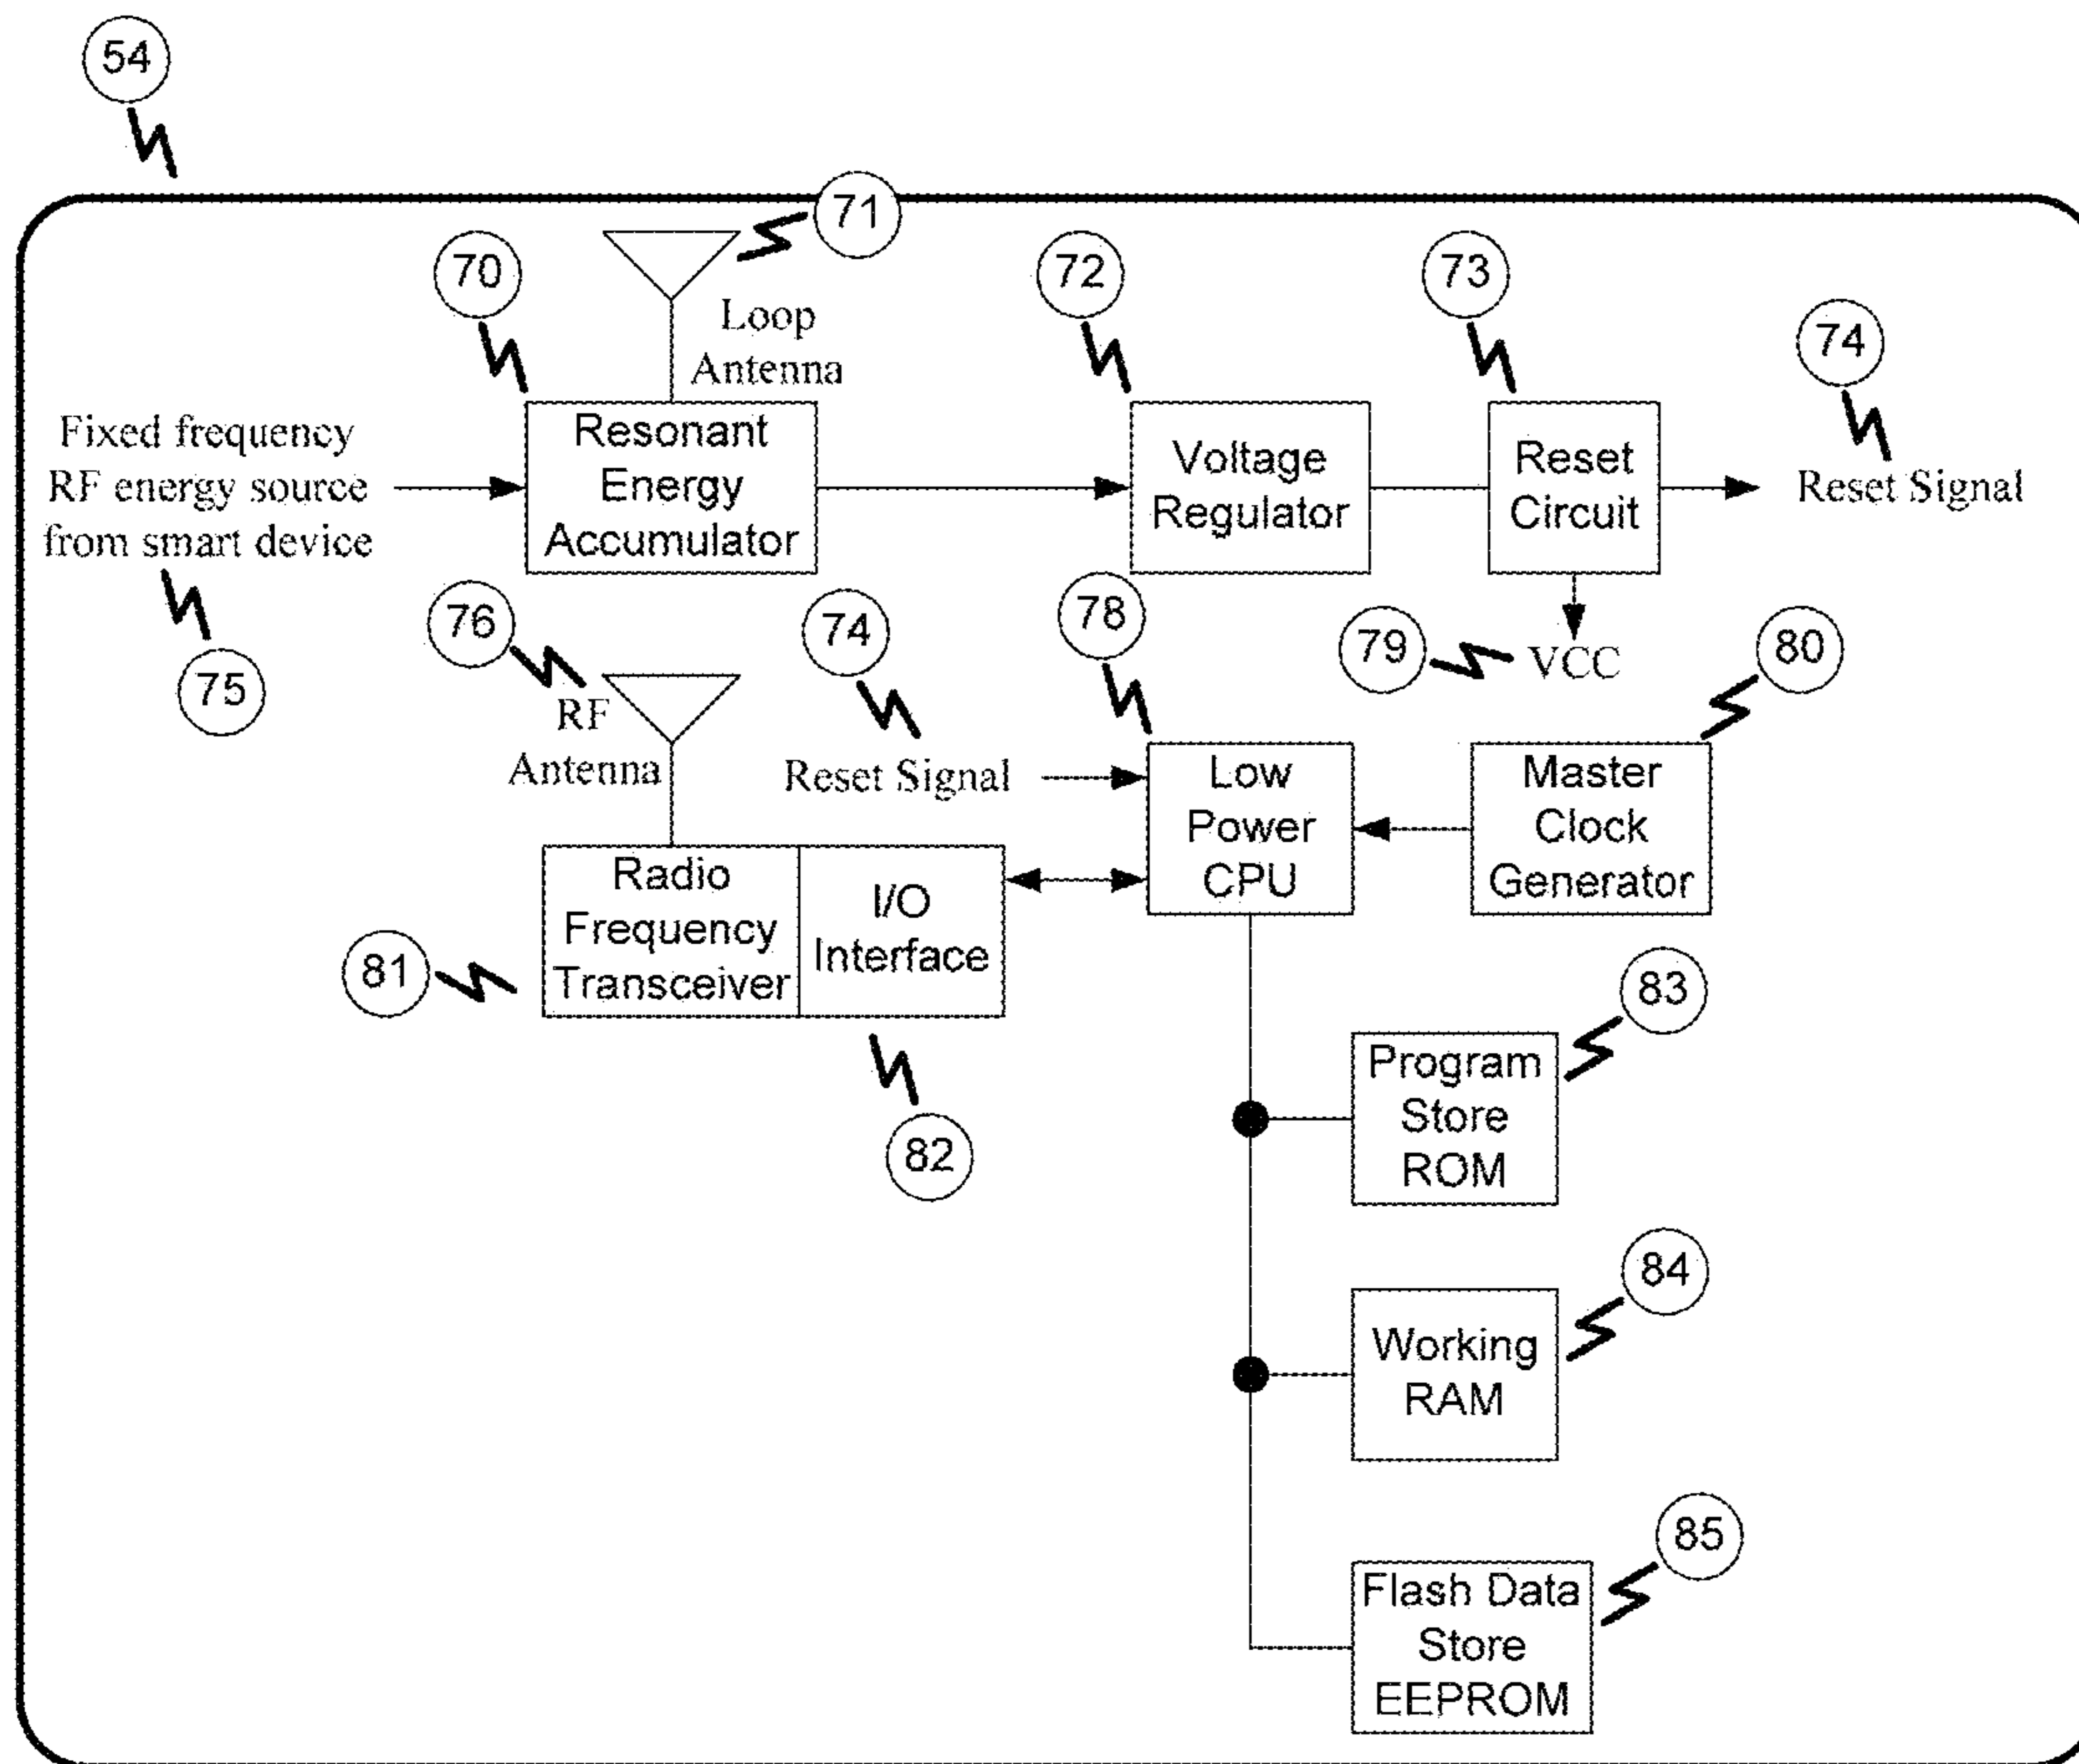 54
71
70
72
73
74
Loop
Antenna
Fixed frequency
RF energy source
from smart device
Resonant
Energy
Accumulator
Voltage
Regulator
Reset
Circuit
Reset Signal
75
76
74
78
79
VCC
80
RF
Antenna
Reset Signal
Low
Power
CPU
Master
Clock
Generator
81
Radio
Frequency
Transceiver
I/O
Interface
82
83
Program
Store
ROM
84
Working
RAM
85
Flash Data
Store
EEPROM